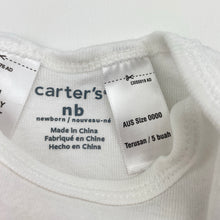 carter's
nb
newborn / nouveau-né
Made in China
Fabriqué en Chine
Hecho en China
AUS Size 0000
Terusan / 5 buah